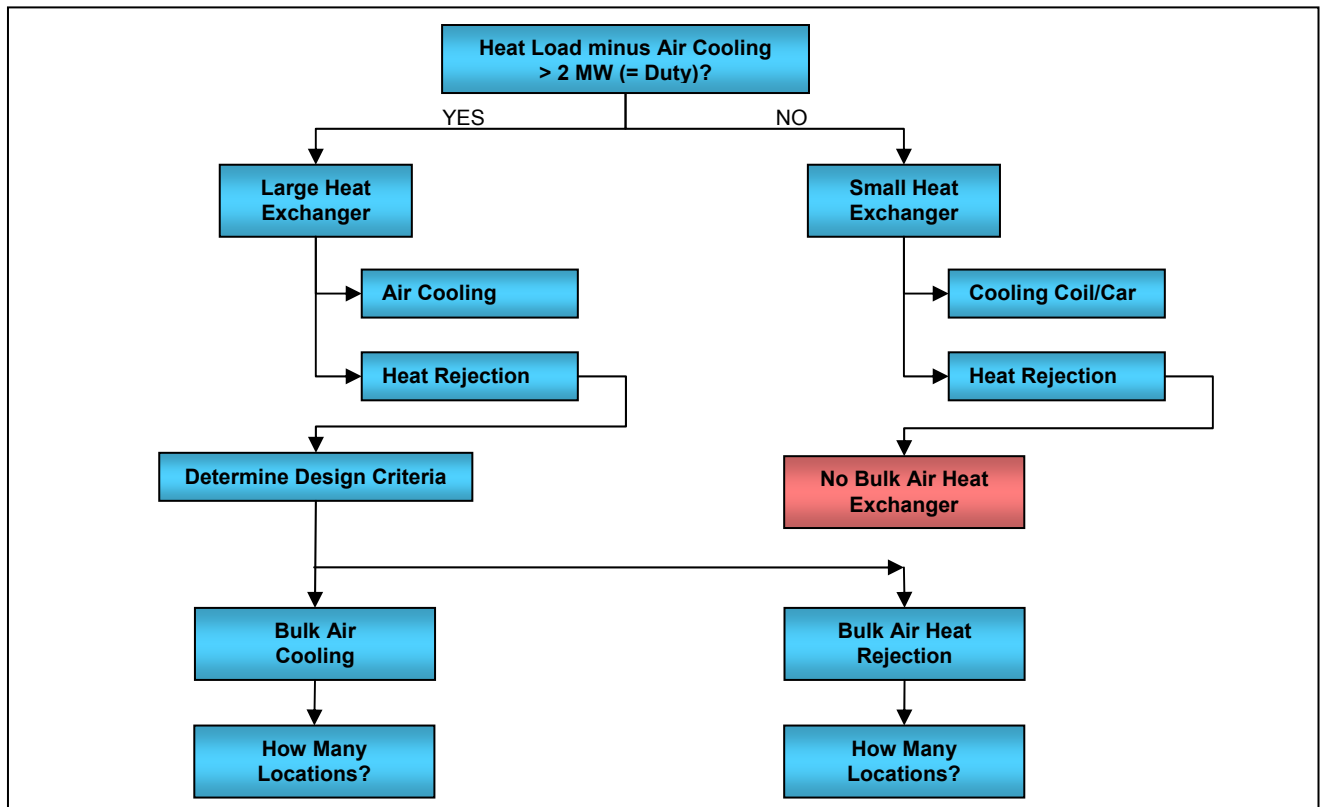 Heat Load minus Air Cooling
> 2 MW (= Duty)?
YES
NO
Large Heat
Exchanger
Small Heat
Exchanger
Air Cooling
Cooling Coil/Car
Heat Rejection
Heat Rejection
Determine Design Criteria
No Bulk Air Heat
Exchanger
Bulk Air
Cooling
Bulk Air Heat
Rejection
How Many
Locations?
How Many
Locations?